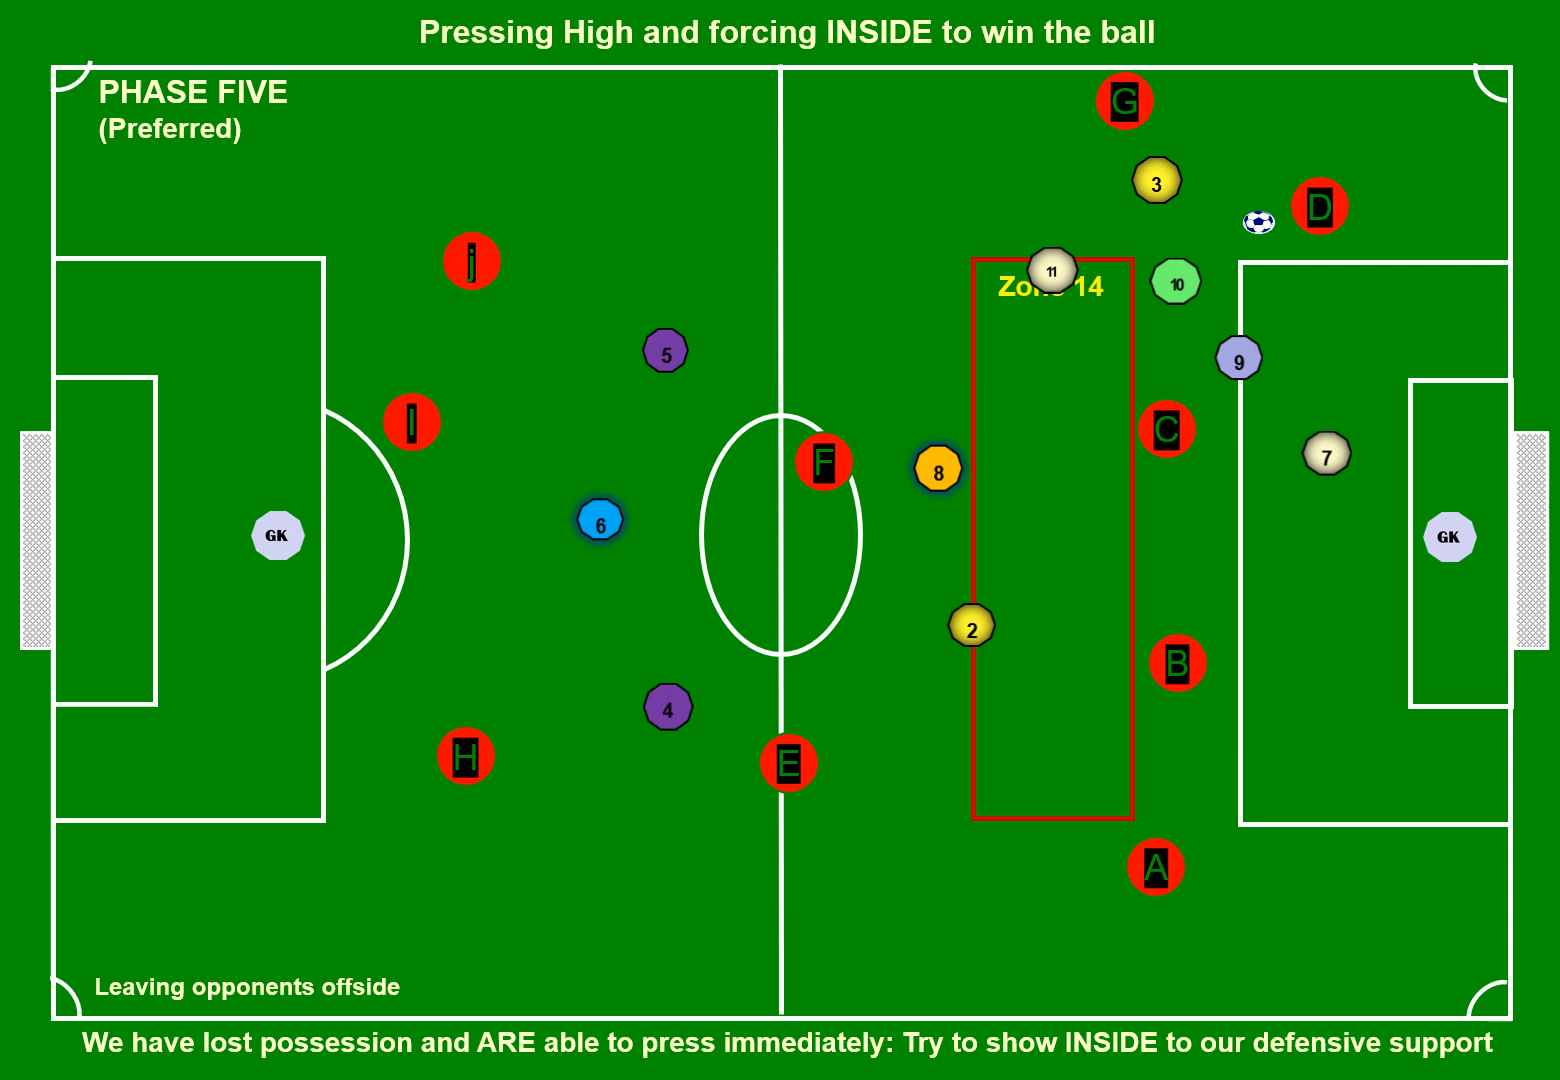 Pressing High and forcing INSIDE to win the ball
PHASE FIVE
(Preferred)
G
3
D
j
11
Zone 14
10
5
9
I
C
F
8
7
GK
6
GK
2
B
4
H
E
A
Leaving opponents offside
We have lost possession and ARE able to press immediately: Try to show INSIDE to our defensive support